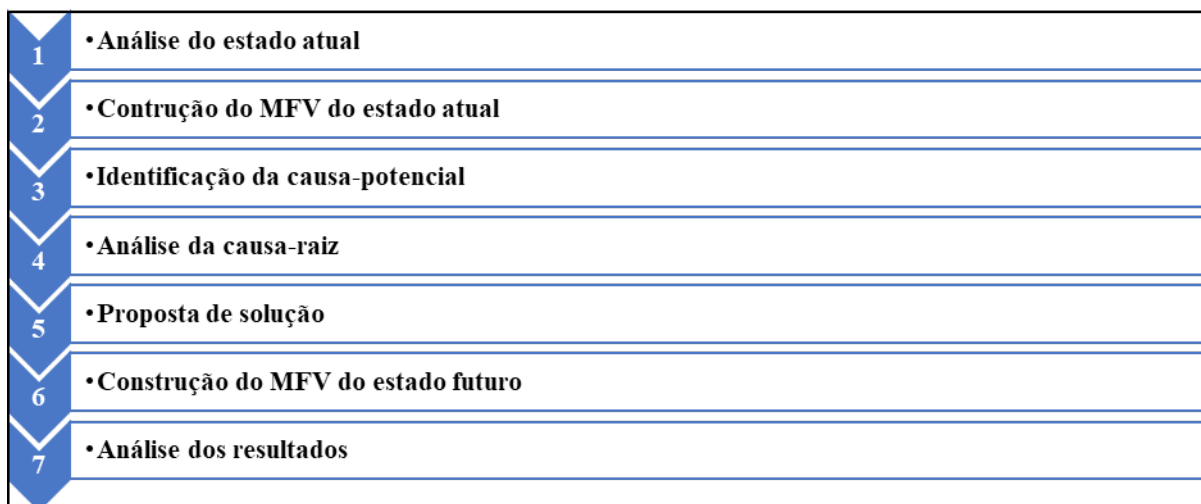 1 • Análise do estado atual
2 • Contrução do MFV do estado atual
3 • Identificação da causa-potencial
4 • Análise da causa-raiz
5 • Proposta de solução
6 • Construção do MFV do estado futuro
7 • Análise dos resultados